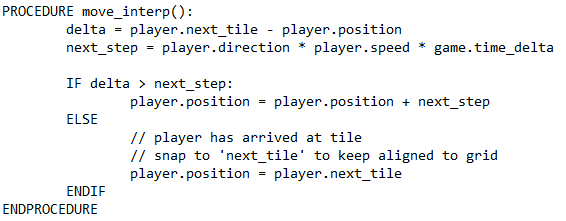 PROCEDURE move_interp():
delta = player.next_tile - player.position
next_step = player.direction * player.speed * game.time_delta
IF delta > next_step:
player.position = player.position + next_step
ELSE
// player has arrived at tile
// snap to 'next_tile' to keep aligned to grid
player.position = player.next_tile
ENDIF
ENDPROCEDURE